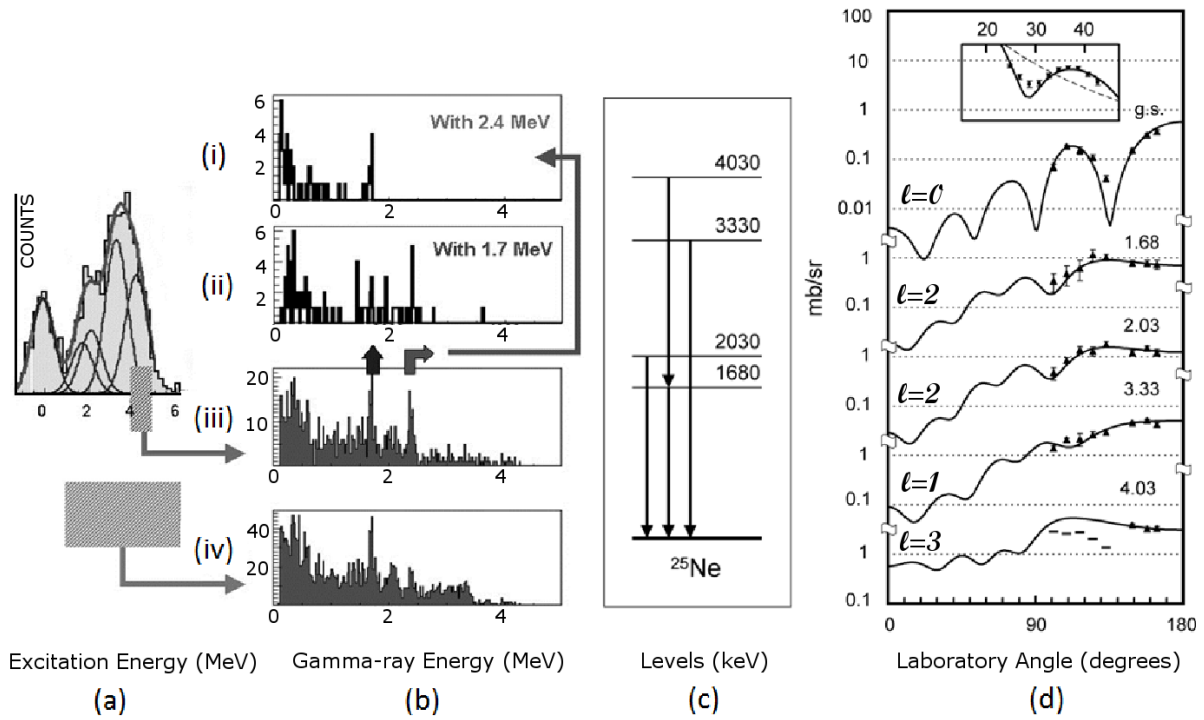 COUNTS
0 2 4 6
Excitation Energy (MeV)
(a)
(i)
6
4
2
With 2.4 MeV
0 2 4
(ii)
6
4
2
With 1.7 MeV
0 2 4
(iii)
20
10
0 2 4
(iv)
40
20
0 2 4
Gamma-ray Energy (MeV)
(b)
4030
3330
2030
1680
²⁵Ne
Levels (keV)
(c)
mb/sr
100
10
1
0.1
0.01
1
0.1
1
0.1
1
0.1
1
0.1
20 30 40
g.s.
ℓ=0
1.68
ℓ=2
2.03
ℓ=2
3.33
ℓ=1
4.03
ℓ=3
0 90 180
Laboratory Angle (degrees)
(d)